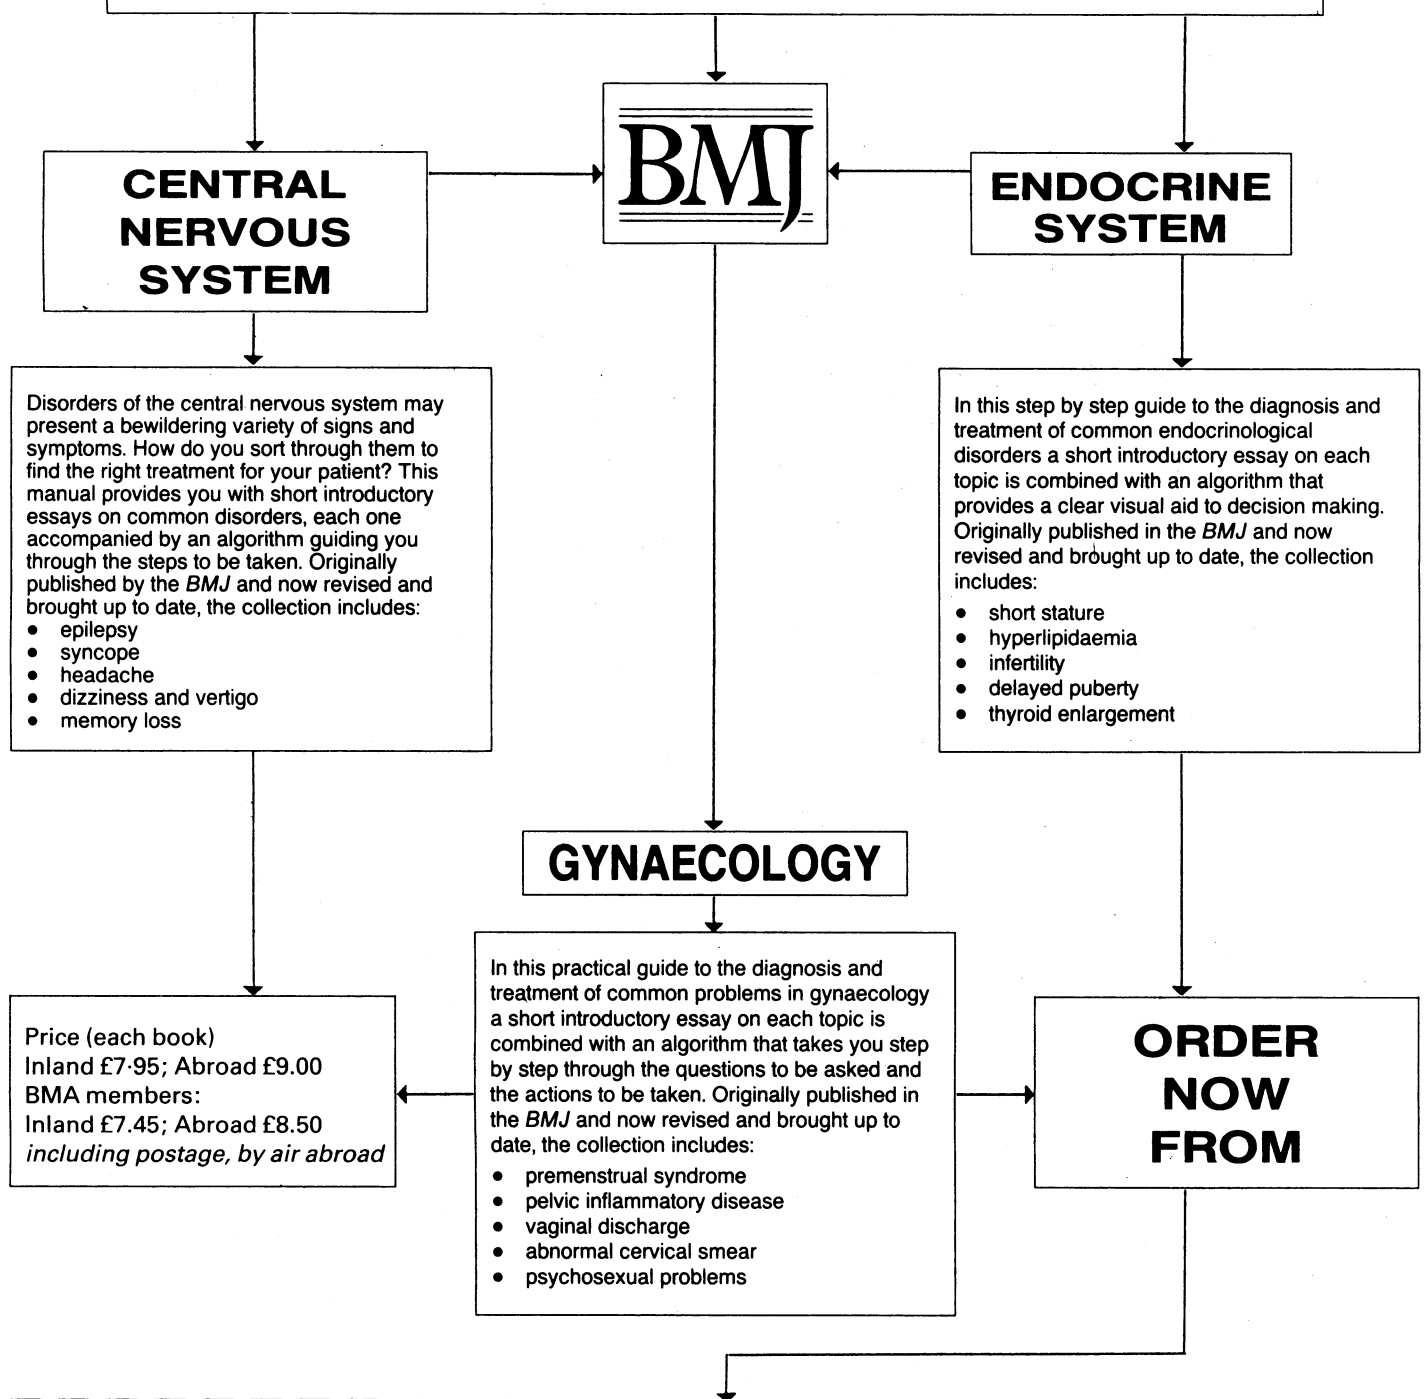 BMJ
CENTRAL
NERVOUS
SYSTEM
ENDOCRINE
SYSTEM
Disorders of the central nervous system may
present a bewildering variety of signs and
symptoms. How do you sort through them to
find the right treatment for your patient? This
manual provides you with short introductory
essays on common disorders, each one
accompanied by an algorithm guiding you
through the steps to be taken. Originally
published by the BMJ and now revised and
brought up to date, the collection includes:
• epilepsy
• syncope
• headache
• dizziness and vertigo
• memory loss
In this step by step guide to the diagnosis and
treatment of common endocrinological
disorders a short introductory essay on each
topic is combined with an algorithm that
provides a clear visual aid to decision making.
Originally published in the BMJ and now
revised and brought up to date, the collection
includes:
• short stature
• hyperlipidaemia
• infertility
• delayed puberty
• thyroid enlargement
GYNAECOLOGY
In this practical guide to the diagnosis and
treatment of common problems in gynaecology
a short introductory essay on each topic is
combined with an algorithm that takes you step
by step through the questions to be asked and
the actions to be taken. Originally published in
the BMJ and now revised and brought up to
date, the collection includes:
• premenstrual syndrome
• pelvic inflammatory disease
• vaginal discharge
• abnormal cervical smear
• psychosexual problems
Price (each book)
Inland £7·95; Abroad £9.00
BMA members:
Inland £7.45; Abroad £8.50
including postage, by air abroad
ORDER
NOW
FROM